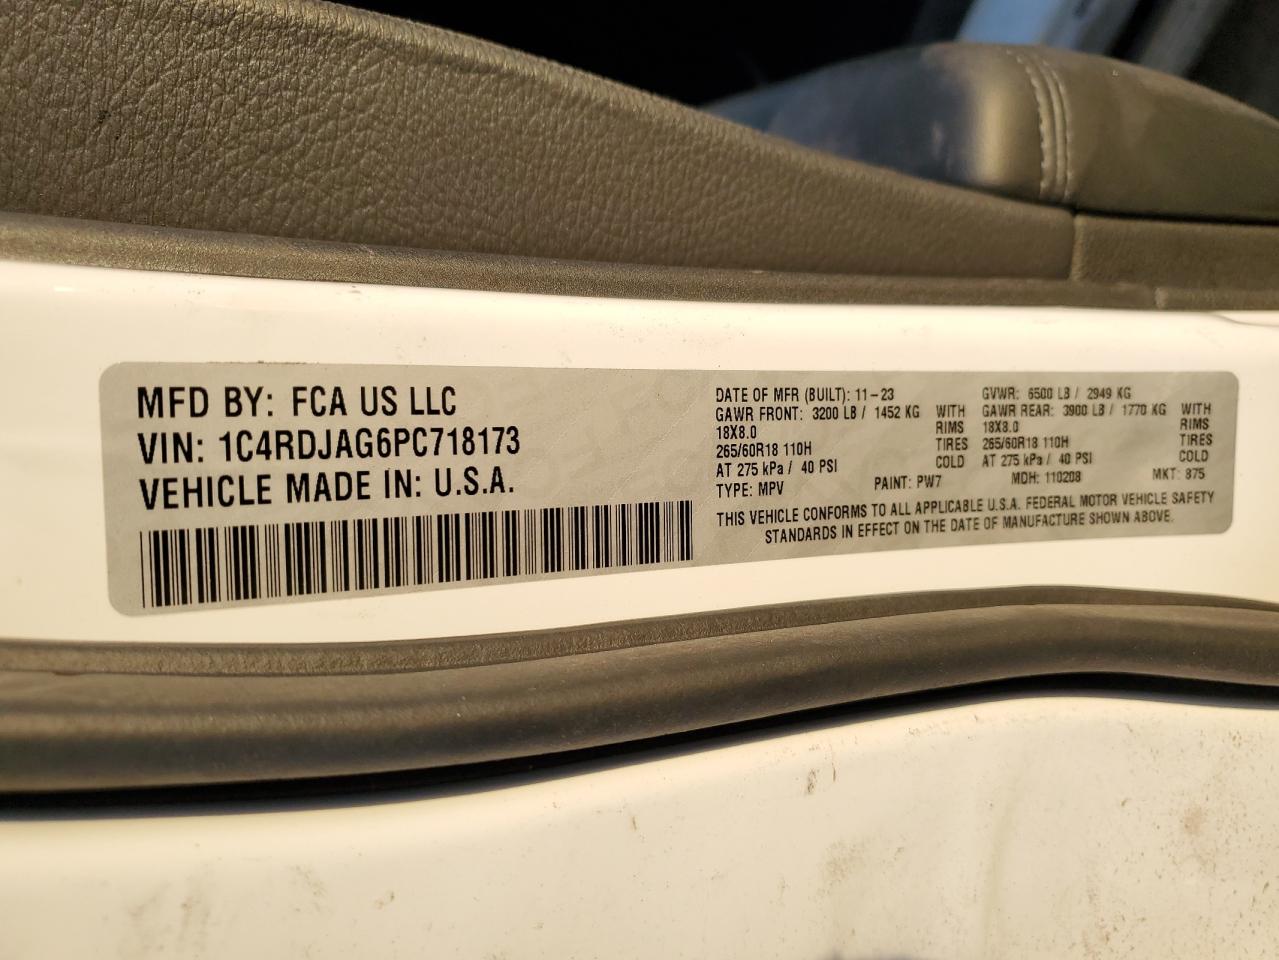 MFD BY: FCA US LLC
VIN: 1C4RDJAG6PC718173
VEHICLE MADE IN: U.S.A.
DATE OF MFR (BUILT): 11-23 GVWR: 6500 LB / 2949 KG
GAWR FRONT: 3200 LB / 1452 KG WITH GAWR REAR: 3900 LB / 1770 KG WITH
18X8.0 RIMS 18X8.0 RIMS
265/60R18 110H TIRES 265/60R18 110H TIRES
AT 275 kPa / 40 PSI COLD AT 275 kPa / 40 PSI COLD
TYPE: MPV PAINT: PW7 MDH: 110208 MKT: 875
THIS VEHICLE CONFORMS TO ALL APPLICABLE U.S.A. FEDERAL MOTOR VEHICLE SAFETY
STANDARDS IN EFFECT ON THE DATE OF MANUFACTURE SHOWN ABOVE.